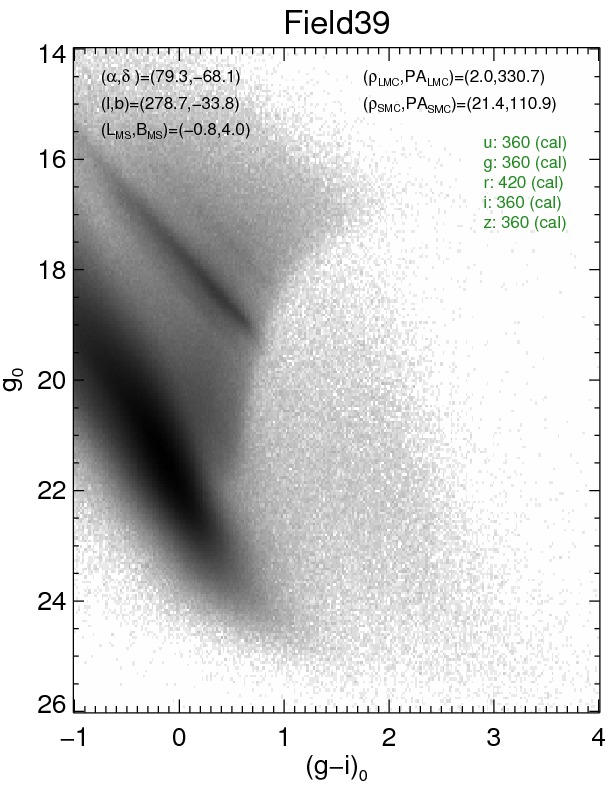 Field39
(α,δ )=(79.3,−68.1)
(ρLMC,PALMC)=(2.0,330.7)
(l,b)=(278.7,−33.8)
(ρSMC,PASMC)=(21.4,110.9)
(LMS,BMS)=(−0.8,4.0)
u: 360 (cal)
g: 360 (cal)
r: 420 (cal)
i: 360 (cal)
z: 360 (cal)
14
16
18
20
22
24
26
g0
−1 0 1 2 3 4
(g−i)0